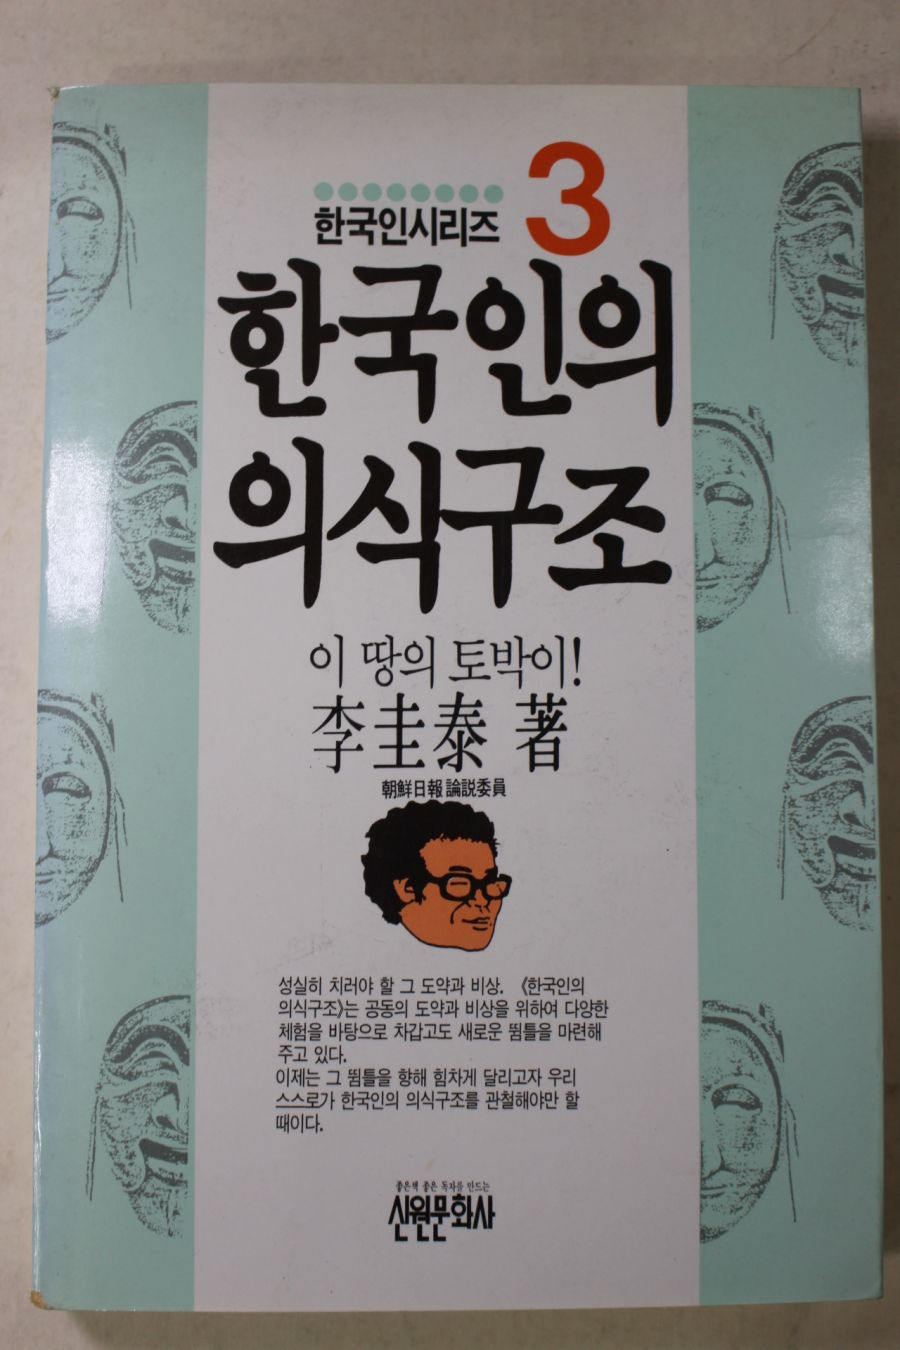 한국인시리즈 3
한국인의
의식구조
이 땅의 토박이!
李圭泰 著
朝鮮日報 論說委員
성실히 치러야 할 그 도약과 비상. 《한국인의
의식구조》는 공동의 도약과 비상을 위하여 다양한
체험을 바탕으로 차갑고도 새로운 뜀틀을 마련해
주고 있다.
이제는 그 뜀틀을 향해 힘차게 달리고자 우리
스스로가 한국인의 의식구조를 관철해야만 할
때이다.
좋은책 좋은 독자를 만드는
신원문화사